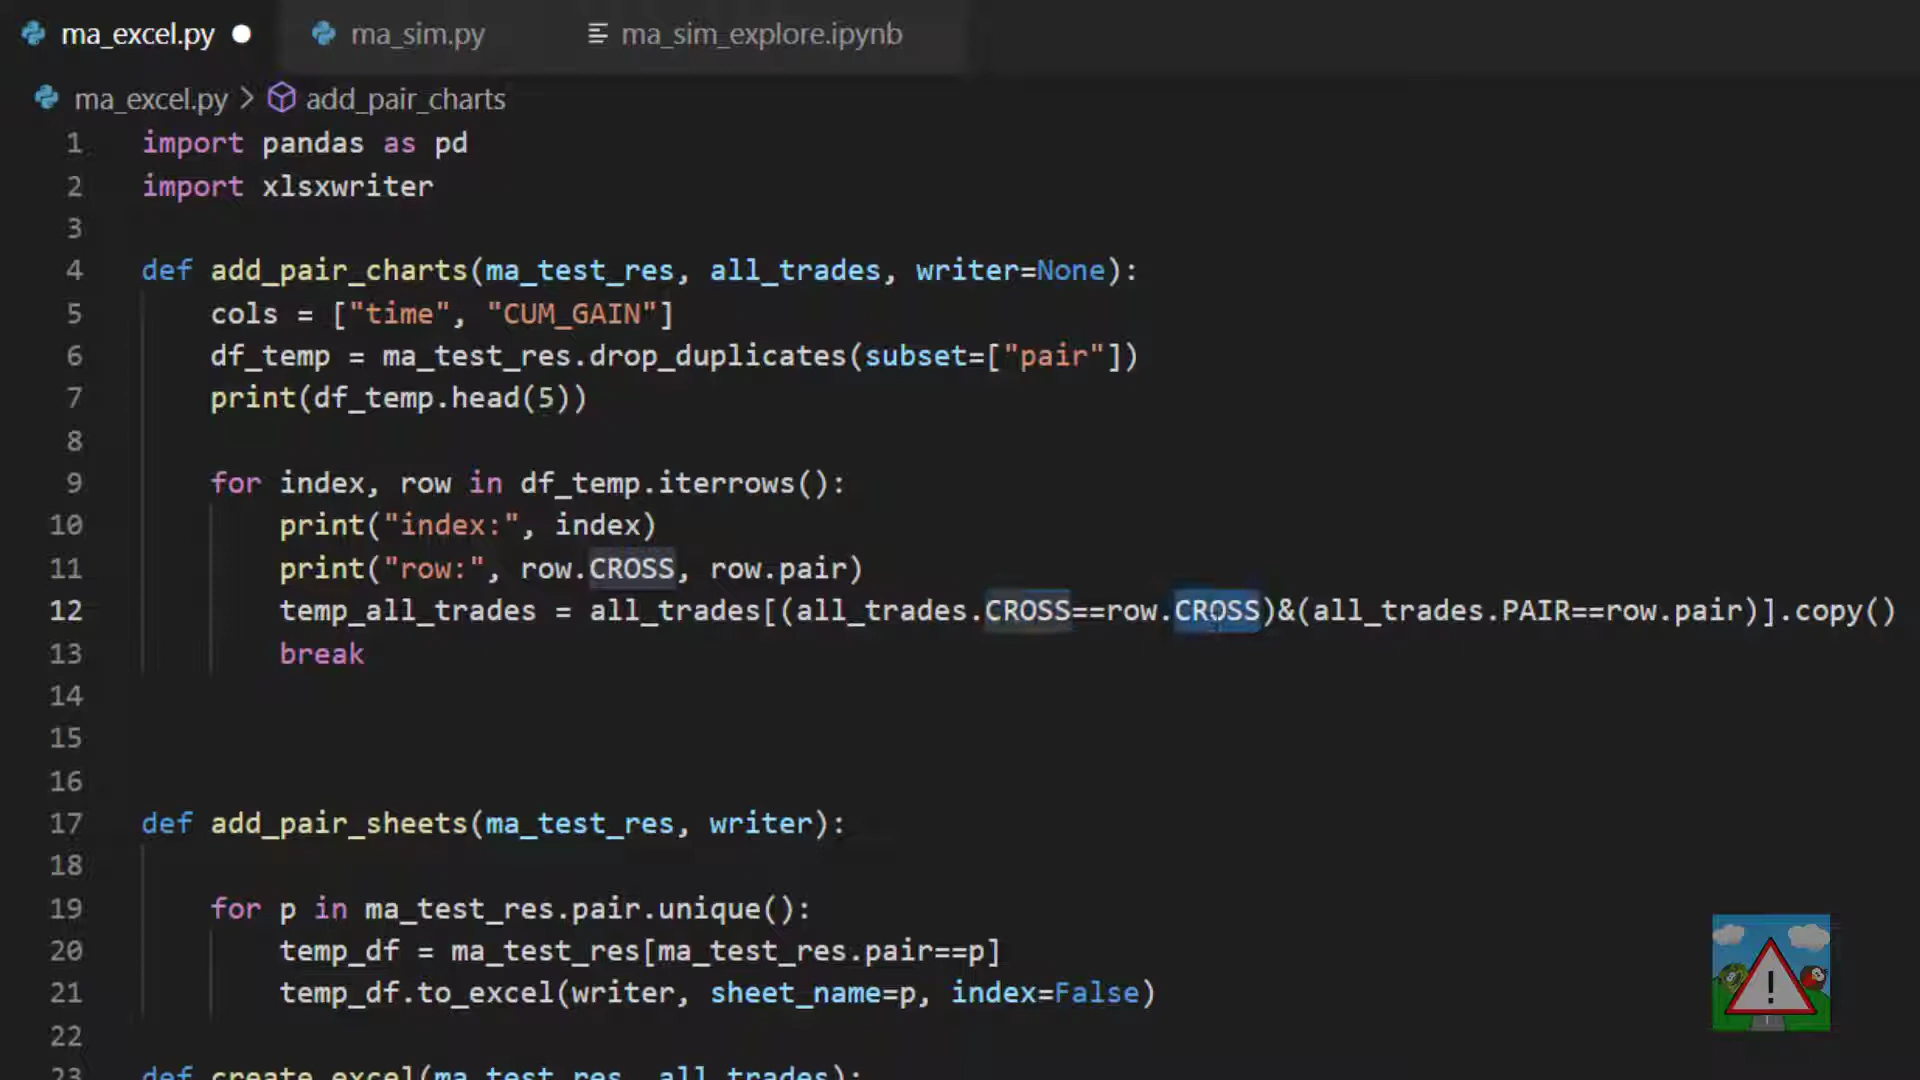 ma_excel.py ma_sim.py ma_sim_explore.ipynb
ma_excel.py > add_pair_charts
1 import pandas as pd
2 import xlsxwriter
3
4 def add_pair_charts(ma_test_res, all_trades, writer=None):
5 cols = ["time", "CUM_GAIN"]
6 df_temp = ma_test_res.drop_duplicates(subset=["pair"])
7 print(df_temp.head(5))
8
9 for index, row in df_temp.iterrows():
10 print("index:", index)
11 print("row:", row.CROSS, row.pair)
12 temp_all_trades = all_trades[(all_trades.CROSS==row.CROSS)&(all_trades.PAIR==row.pair)].copy()
13 break
14
15
16
17 def add_pair_sheets(ma_test_res, writer):
18
19 for p in ma_test_res.pair.unique():
20 temp_df = ma_test_res[ma_test_res.pair==p]
21 temp_df.to_excel(writer, sheet_name=p, index=False)
22
23 def create_excel(ma_test_res, all_trades):